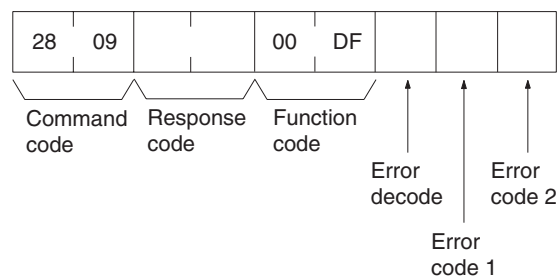 28 09 00 DF
Command code
Response code
Function code
Error decode
Error code 1
Error code 2